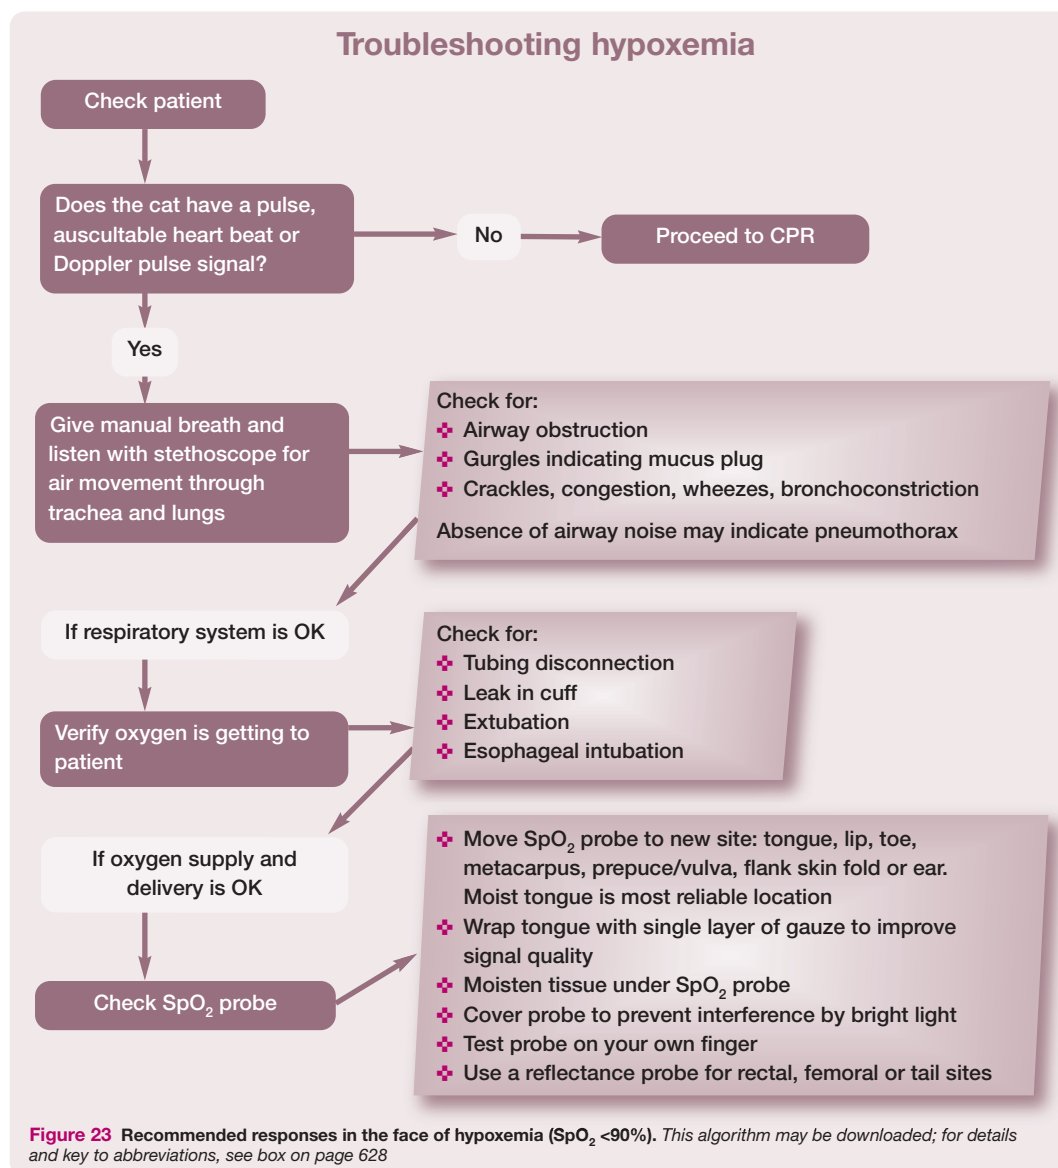 Troubleshooting hypoxemia
Check patient
Does the cat have a pulse,
auscultable heart beat or
Doppler pulse signal?
No
Proceed to CPR
Yes
Give manual breath and
listen with stethoscope for
air movement through
trachea and lungs
Check for:
✤ Airway obstruction
✤ Gurgles indicating mucus plug
✤ Crackles, congestion, wheezes, bronchoconstriction
Absence of airway noise may indicate pneumothorax
If respiratory system is OK
Verify oxygen is getting to
patient
Check for:
✤ Tubing disconnection
✤ Leak in cuff
✤ Extubation
✤ Esophageal intubation
If oxygen supply and
delivery is OK
Check SpO₂ probe
✤ Move SpO₂ probe to new site: tongue, lip, toe,
metacarpus, prepuce/vulva, flank skin fold or ear.
Moist tongue is most reliable location
✤ Wrap tongue with single layer of gauze to improve
signal quality
✤ Moisten tissue under SpO₂ probe
✤ Cover probe to prevent interference by bright light
✤ Test probe on your own finger
✤ Use a reflectance probe for rectal, femoral or tail sites
Figure 23 Recommended responses in the face of hypoxemia (SpO₂ <90%). This algorithm may be downloaded; for details
and key to abbreviations, see box on page 628